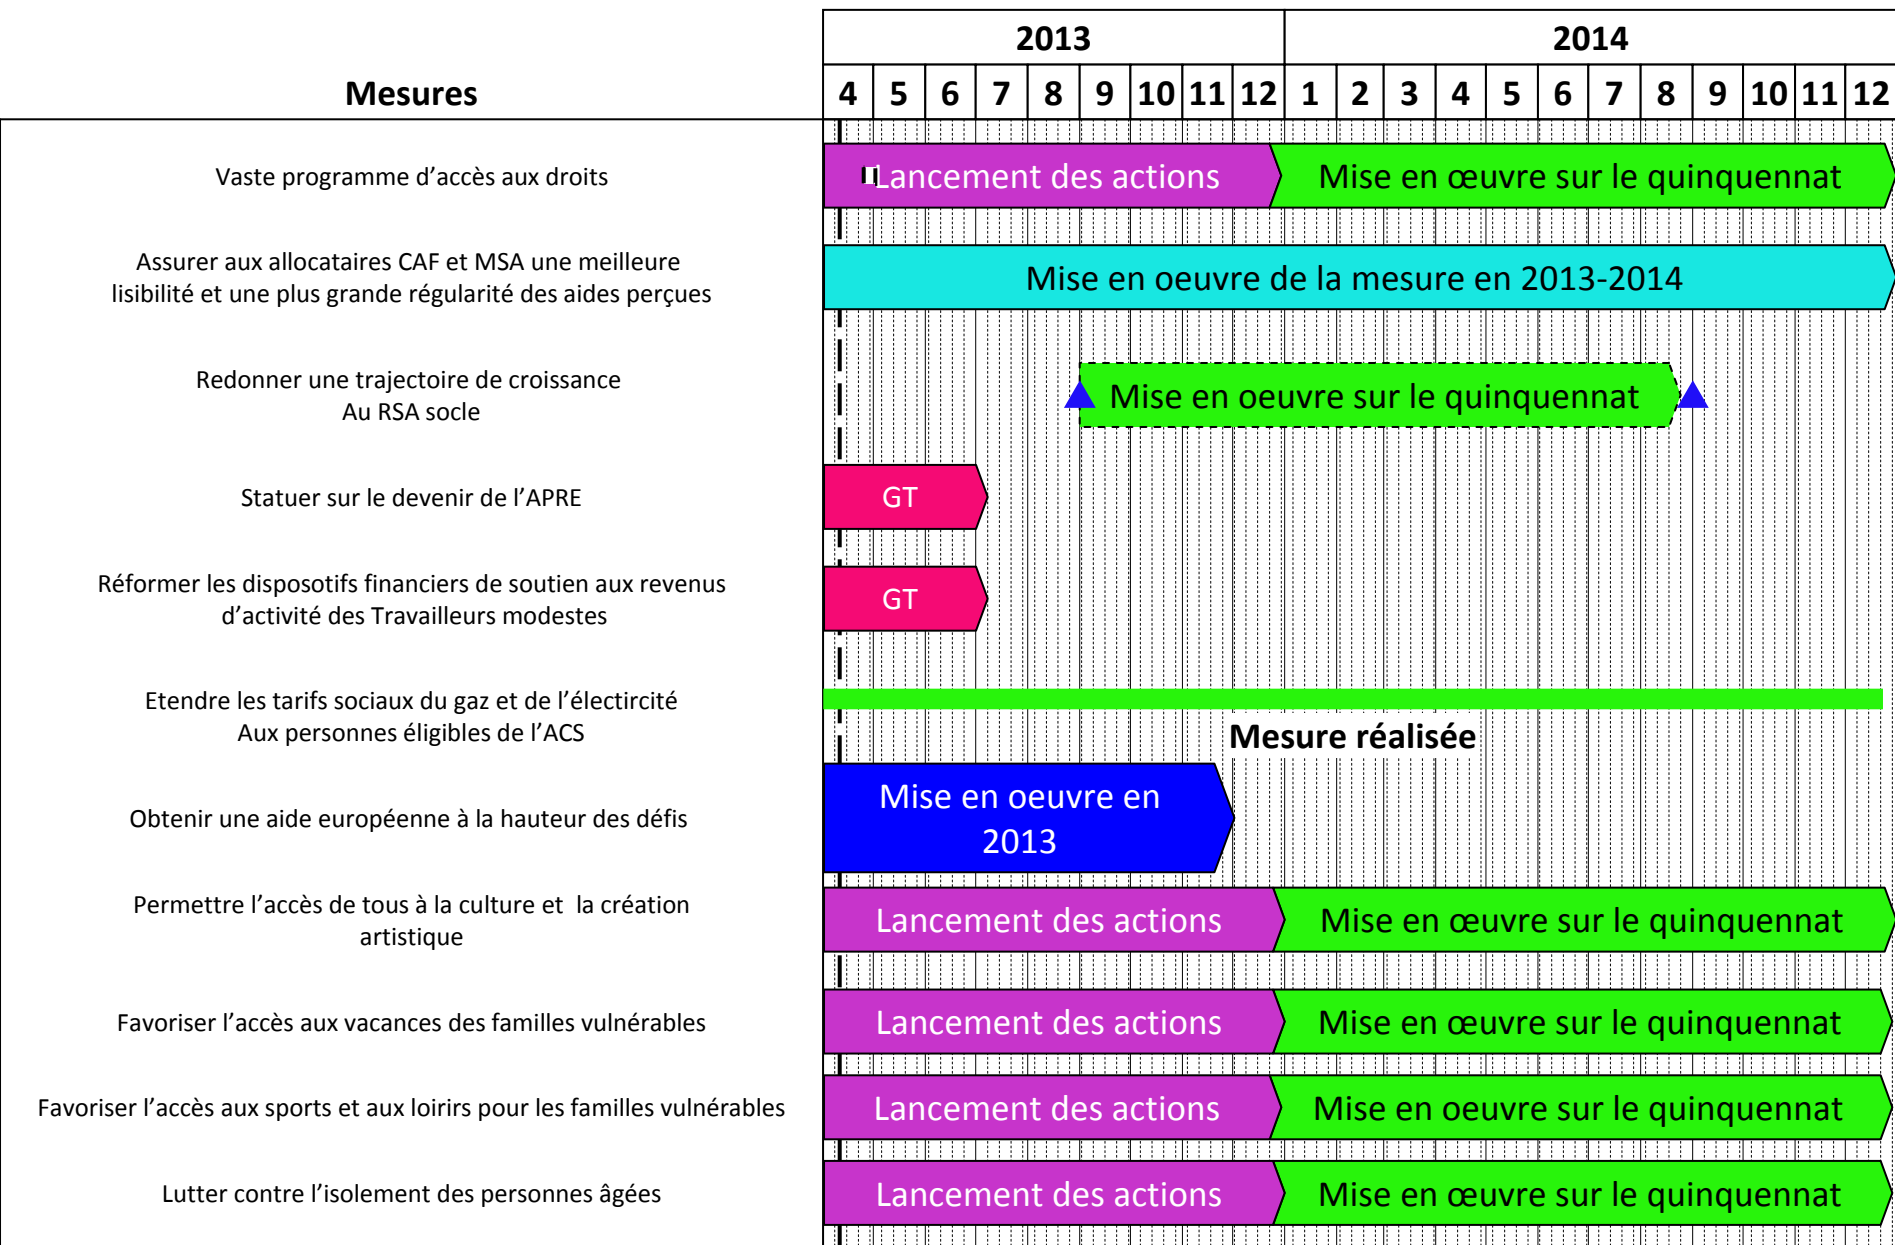 2013 2014
Mesures 4 5 6 7 8 9 10 11 12 1 2 3 4 5 6 7 8 9 10 11 12
Vaste programme d’accès aux droits
Lancement des actions
Mise en œuvre sur le quinquennat
Assurer aux allocataires CAF et MSA une meilleure
lisibilité et une plus grande régularité des aides perçues
Mise en oeuvre de la mesure en 2013-2014
Redonner une trajectoire de croissance
Au RSA socle
Mise en oeuvre sur le quinquennat
Statuer sur le devenir de l’APRE
GT
Réformer les disposotifs financiers de soutien aux revenus
d’activité des Travailleurs modestes
GT
Etendre les tarifs sociaux du gaz et de l’électircité
Aux personnes éligibles de l’ACS
Mesure réalisée
Obtenir une aide européenne à la hauteur des défis
Mise en oeuvre en
2013
Permettre l’accès de tous à la culture et la création
artistique
Lancement des actions
Mise en œuvre sur le quinquennat
Favoriser l’accès aux vacances des familles vulnérables
Lancement des actions
Mise en œuvre sur le quinquennat
Favoriser l’accès aux sports et aux loirirs pour les familles vulnérables
Lancement des actions
Mise en oeuvre sur le quinquennat
Lutter contre l’isolement des personnes âgées
Lancement des actions
Mise en œuvre sur le quinquennat